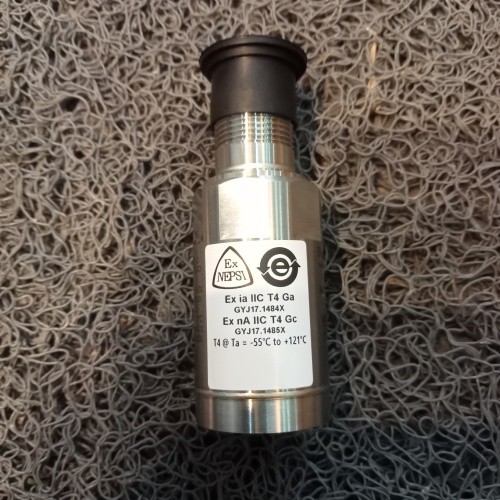 Ex
NEPSI
e
Ex ia IIC T4 Ga
GYJ17.1484X
Ex nA IIC T4 Gc
GYJ17.1485X
T4 @ Ta = -55°C to +121°C